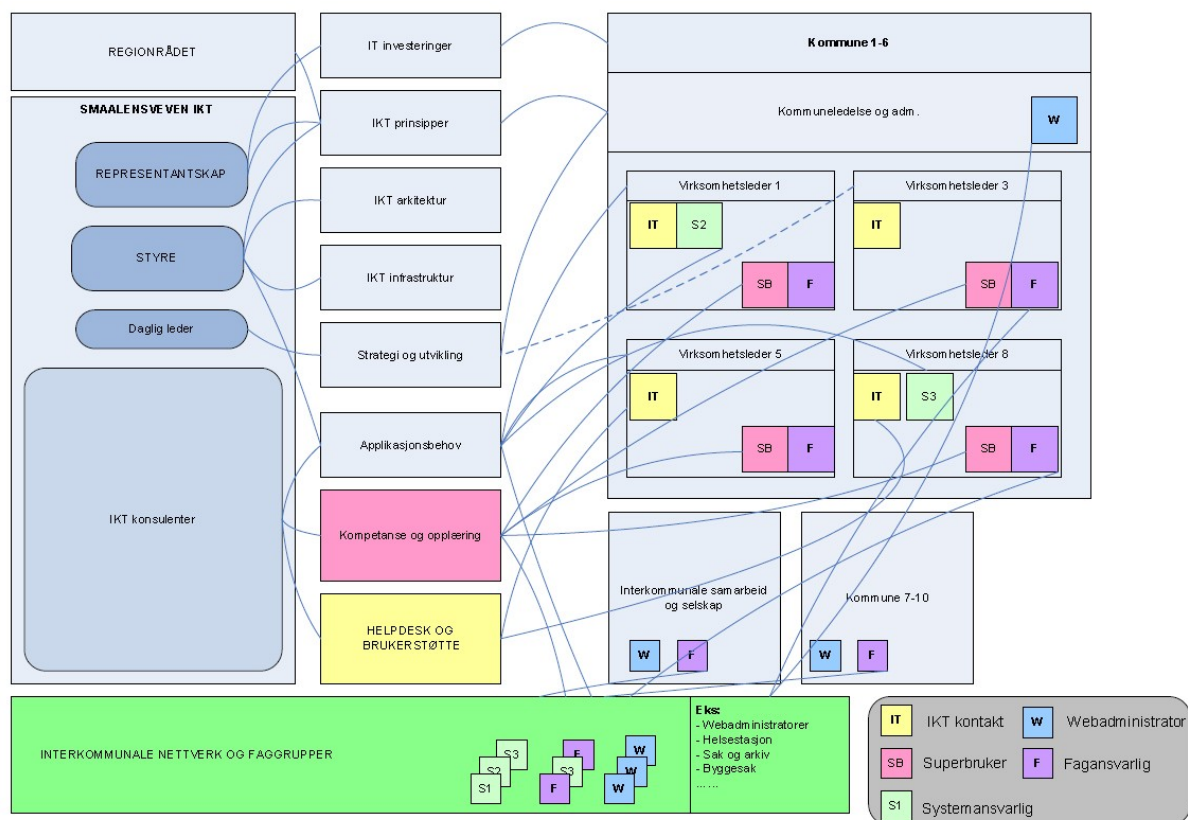 REGIONRÅDET
SMAALENSVEVEN IKT
REPRESENTANTSKAP
STYRE
Daglig leder
IKT konsulenter
IT investeringer
IKT prinsipper
IKT arkitektur
IKT infrastruktur
Strategi og utvikling
Applikasjonsbehov
Kompetanse og opplæring
HELPDESK OG
BRUKERSTØTTE
Kommune 1-6
Kommuneledelse og adm.
W
Virksomhetsleder 1
IT S2
SB F
Virksomhetsleder 3
IT
SB F
Virksomhetsleder 5
IT
SB F
Virksomhetsleder 8
IT S3
SB F
Interkommunale samarbeid
og selskap
W F
Kommune 7-10
W F
INTERKOMMUNALE NETTVERK OG FAGGRUPPER
S3
S2
S1
F
S3
F
W
W
W
Eks:
- Webadministratorer
- Helsestasjon
- Sak og arkiv
- Byggesak
... ...
IT IKT kontakt
W Webadministrator
SB Superbruker
F Fagansvarlig
S1 Systemansvarlig